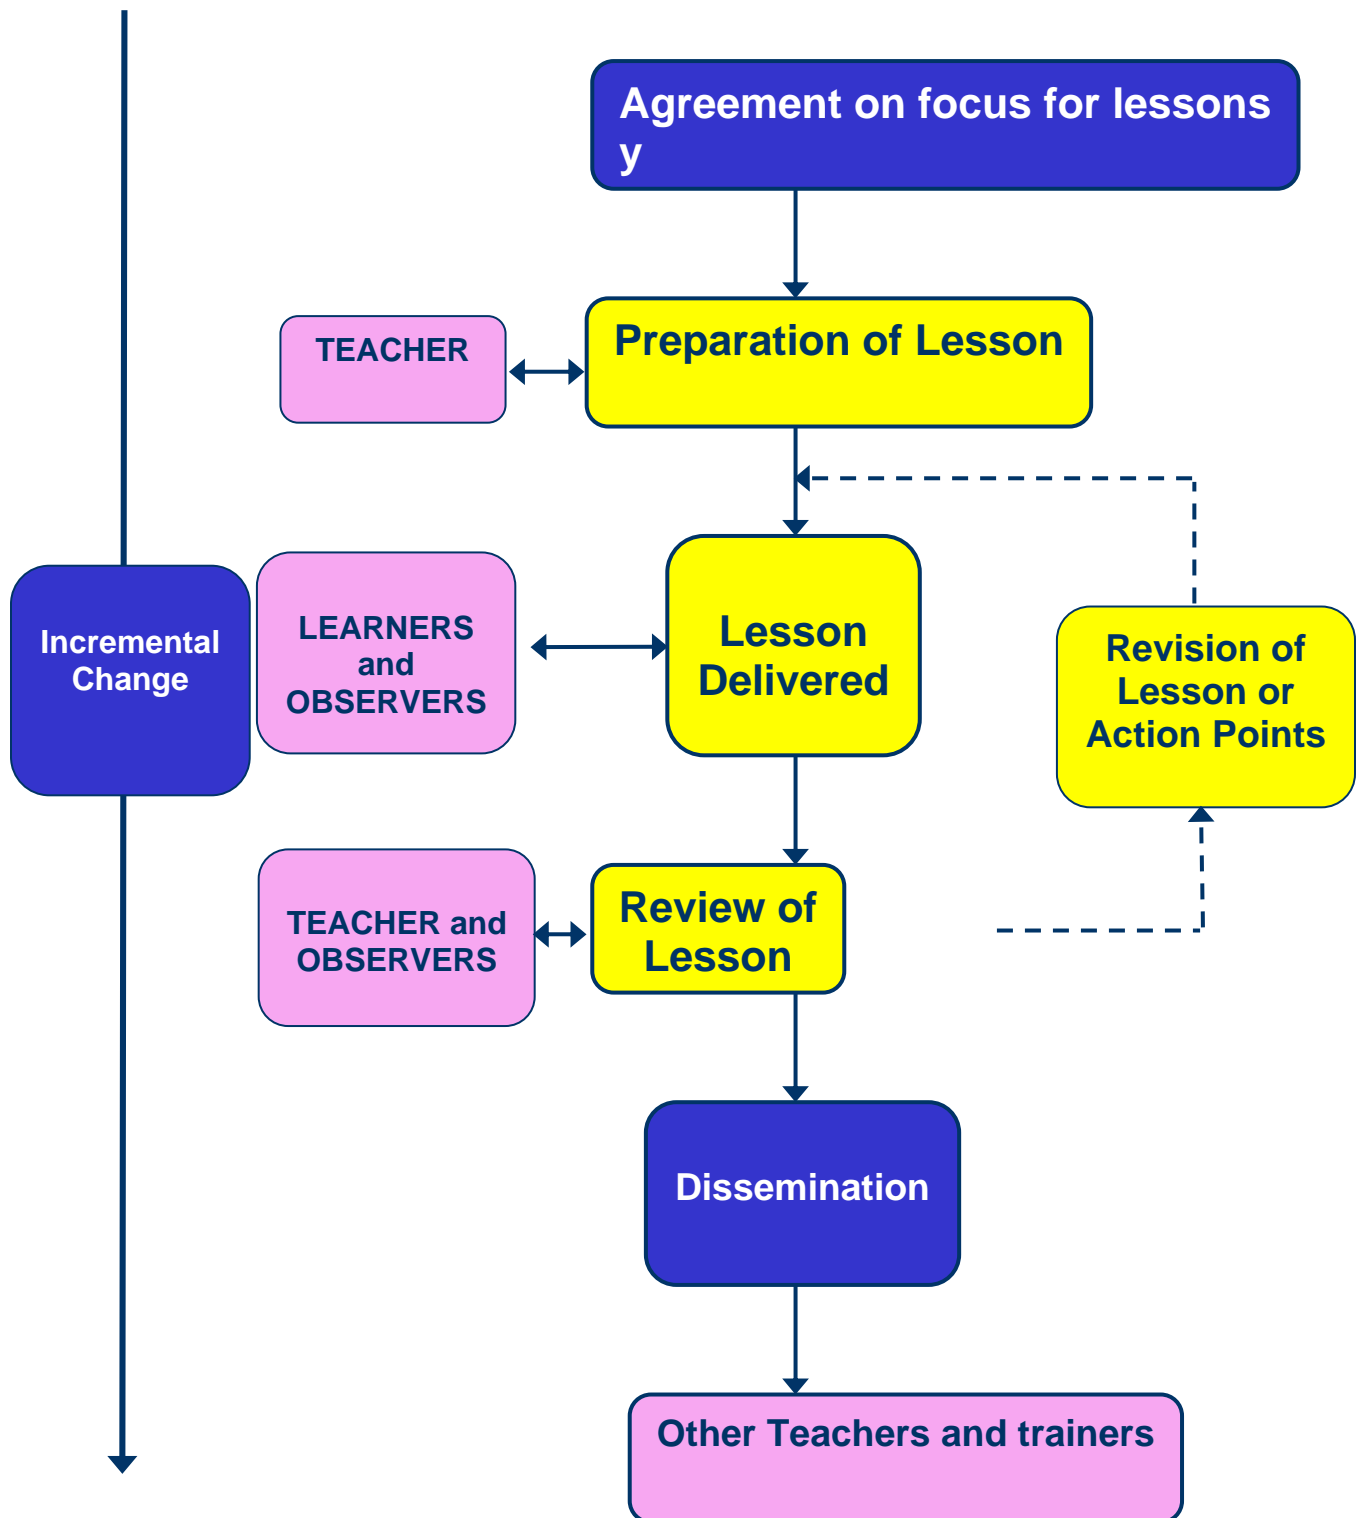 Agreement on focus for lessons
y
TEACHER
Preparation of Lesson
Incremental
Change
LEARNERS
and
OBSERVERS
Lesson
Delivered
Revision of
Lesson or
Action Points
TEACHER and
OBSERVERS
Review of
Lesson
Dissemination
Other Teachers and trainers